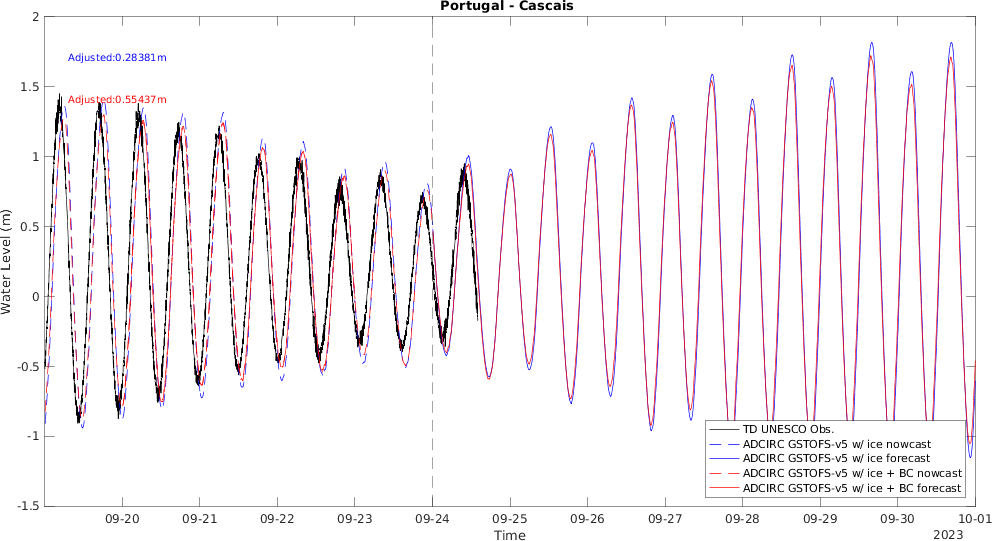 Portugal - Cascais
2
Adjusted:0.28381m
1.5
Adjusted:0.55437m
1
0.5
Water Level (m)
0
-0.5
-1
TD UNESCO Obs.
ADCIRC GSTOFS-v5 w/ ice nowcast
ADCIRC GSTOFS-v5 w/ ice forecast
ADCIRC GSTOFS-v5 w/ ice + BC nowcast
ADCIRC GSTOFS-v5 w/ ice + BC forecast
-1.5
09-20 09-21 09-22 09-23 09-24 09-25 09-26 09-27 09-28 09-29 09-30 10-01
Time
2023